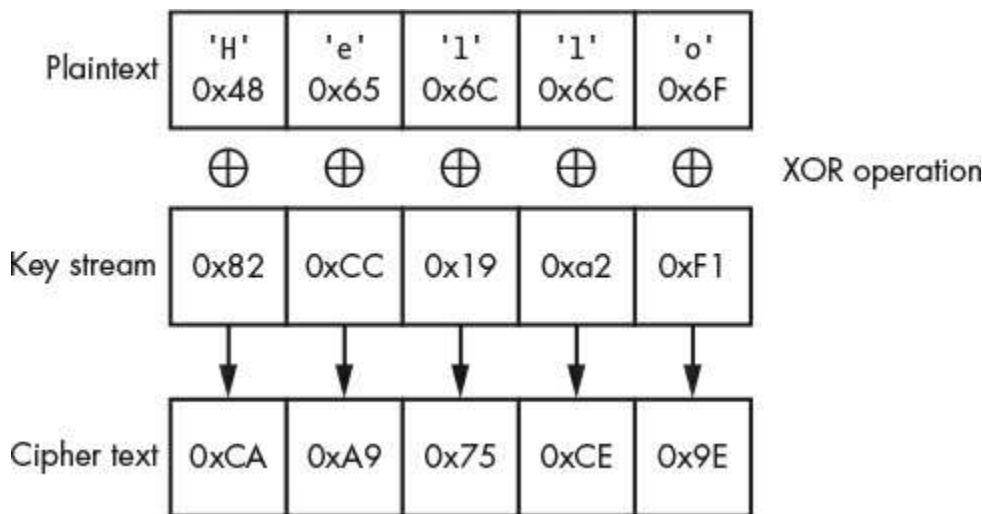 'H' 'e' 'l' 'l' 'o'
Plaintext 0x48 0x65 0x6C 0x6C 0x6F
⊕ ⊕ ⊕ ⊕ ⊕ XOR operation
Key stream 0x82 0xCC 0x19 0xa2 0xF1
Cipher text 0xCA 0xA9 0x75 0xCE 0x9E